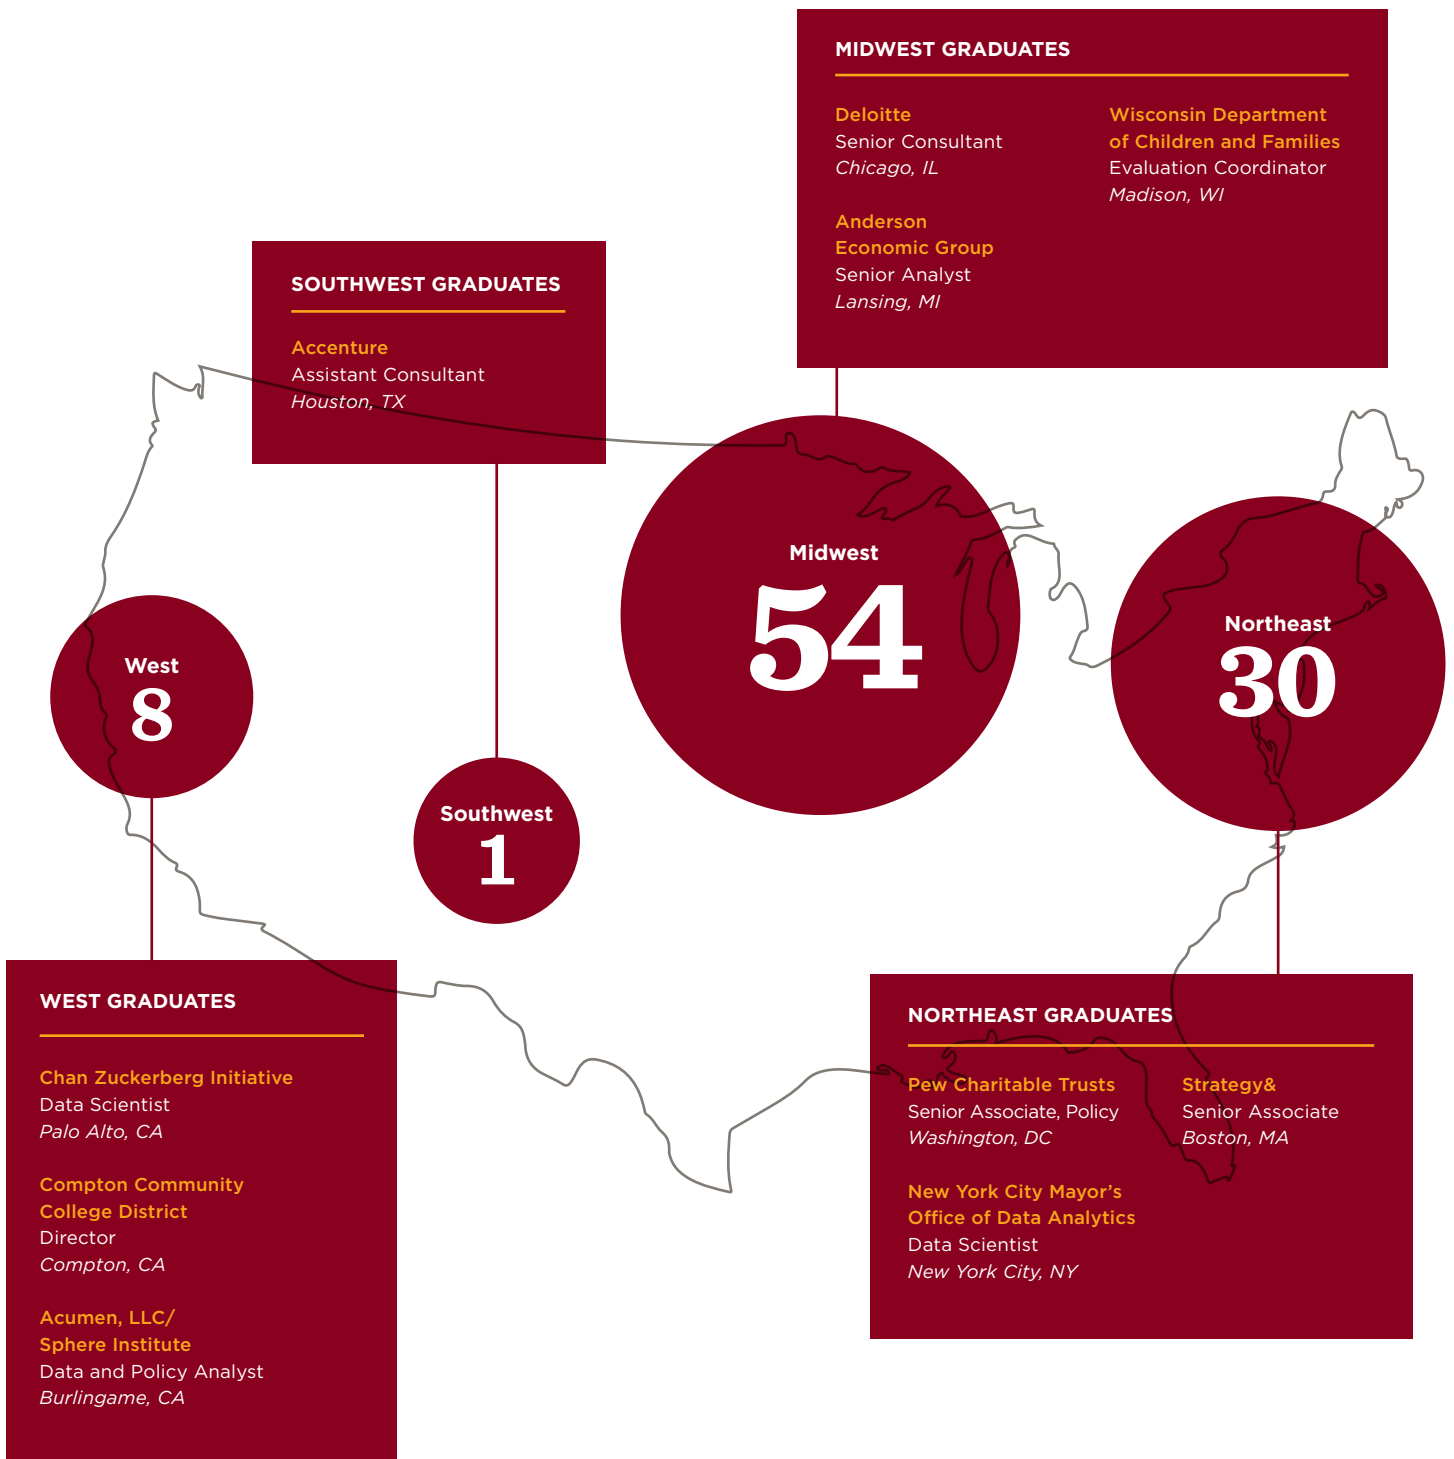 MIDWEST GRADUATES
Deloitte
Senior Consultant
Chicago, IL
Anderson
Economic Group
Senior Analyst
Lansing, MI
Wisconsin Department
of Children and Families
Evaluation Coordinator
Madison, WI
SOUTHWEST GRADUATES
Accenture
Assistant Consultant
Houston, TX
Midwest
54
Northeast
30
West
8
Southwest
1
WEST GRADUATES
Chan Zuckerberg Initiative
Data Scientist
Palo Alto, CA
Compton Community
College District
Director
Compton, CA
Acumen, LLC/
Sphere Institute
Data and Policy Analyst
Burlingame, CA
NORTHEAST GRADUATES
Pew Charitable Trusts
Senior Associate, Policy
Washington, DC
New York City Mayor’s
Office of Data Analytics
Data Scientist
New York City, NY
Strategy&
Senior Associate
Boston, MA